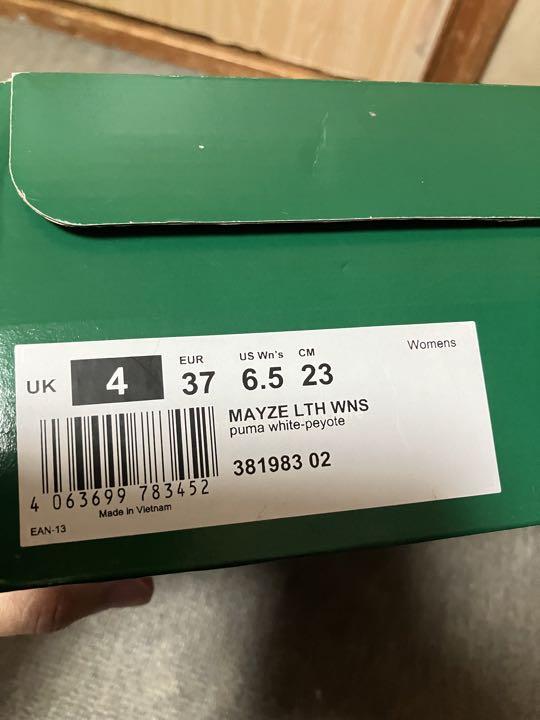 Womens
UK 4
EUR 37
US Wn's 6.5
CM 23
MAYZE LTH WNS
puma white-peyote
381983 02
4 063699 783452
Made in Vietnam
EAN-13